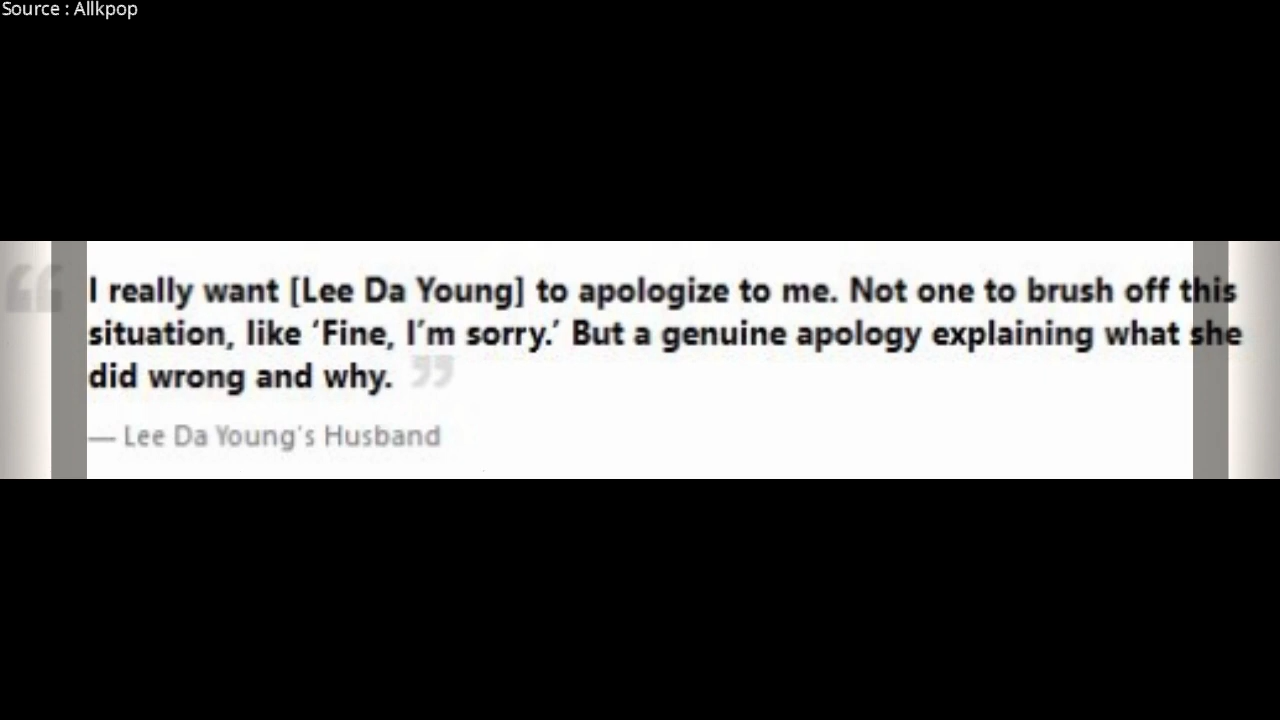 Source : Allkpop
“
I really want [Lee Da Young] to apologize to me. Not one to brush off this
situation, like ‘Fine, I’m sorry.’ But a genuine apology explaining what she
did wrong and why. ”
— Lee Da Young’s Husband